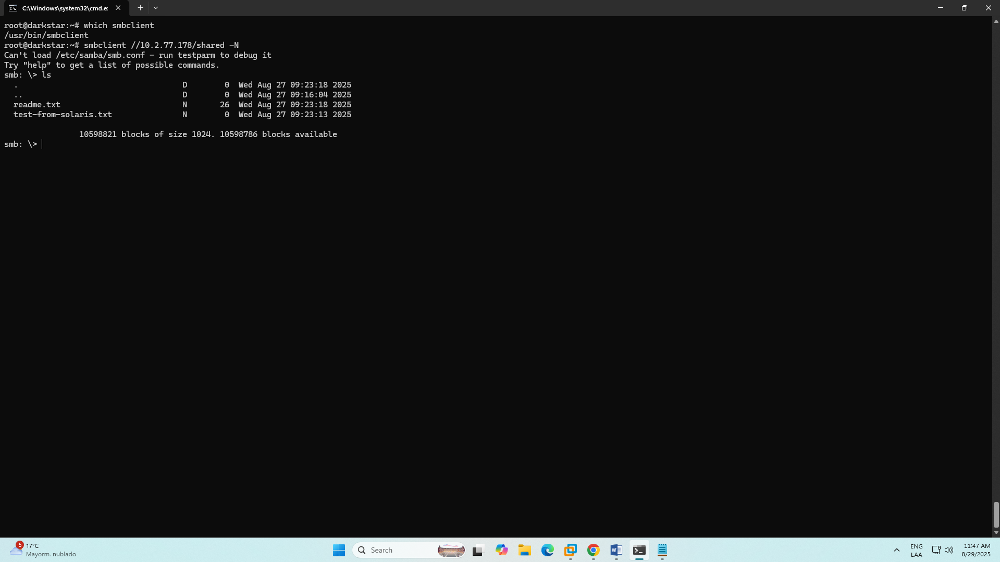 C:\Windows\system32\cmd.e:
root@darkstar:~# which smbclient
/usr/bin/smbclient
root@darkstar:~# smbclient //10.2.77.178/shared -N
Can't load /etc/samba/smb.conf - run testparm to debug it
Try "help" to get a list of possible commands.
smb: \> ls
  .                                   D        0  Wed Aug 27 09:23:18 2025
  ..                                  D        0  Wed Aug 27 09:16:04 2025
  readme.txt                          N       26  Wed Aug 27 09:23:18 2025
  test-from-solaris.txt               N        0  Wed Aug 27 09:23:13 2025
                10598821 blocks of size 1024. 10598786 blocks available
smb: \>
5
17°C
Mayorm. nublado
Search
ENG
LAA
11:47 AM
8/29/2025